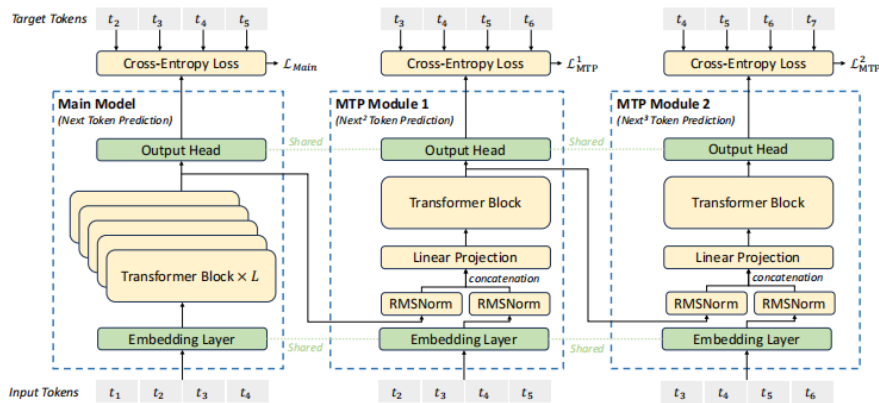 Target Tokens t₂ t₃ t₄ t₅ t₃ t₄ t₅ t₆ t₄ t₅ t₆ t₇
Cross-Entropy Loss ℒ_Main Cross-Entropy Loss ℒ¹_MTP Cross-Entropy Loss ℒ²_MTP
Main Model MTP Module 1 MTP Module 2
(Next Token Prediction) (Next² Token Prediction) (Next³ Token Prediction)
Output Head Shared Output Head Shared Output Head
Transformer Block × L Transformer Block Transformer Block
Linear Projection Linear Projection
concatenation concatenation
RMSNorm RMSNorm RMSNorm RMSNorm
Embedding Layer Shared Embedding Layer Shared Embedding Layer
Input Tokens t₁ t₂ t₃ t₄ t₂ t₃ t₄ t₅ t₃ t₄ t₅ t₆